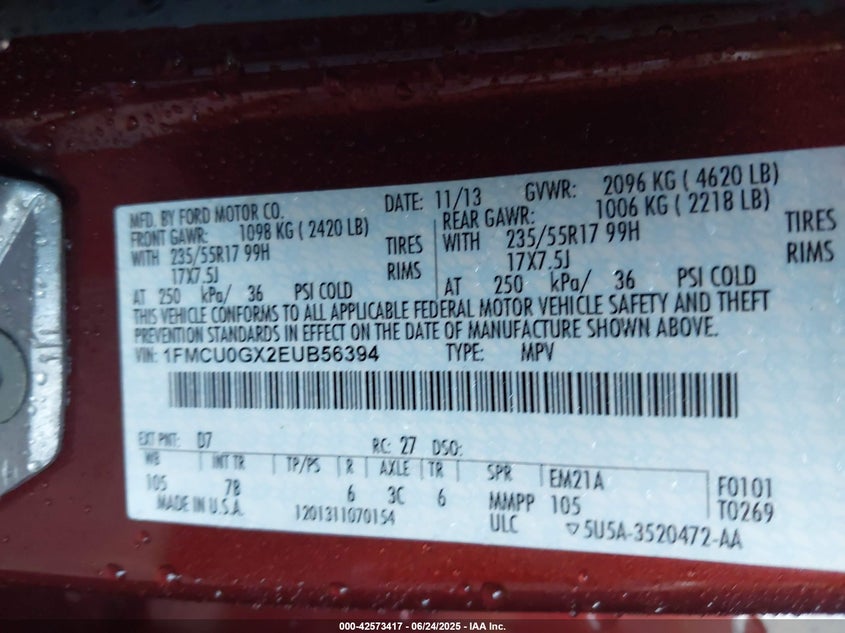 MFD. BY FORD MOTOR CO. DATE: 11/13 GVWR: 2096 KG ( 4620 LB)
FRONT GAWR: 1098 KG ( 2420 LB) REAR GAWR: 1006 KG ( 2218 LB)
WITH 235/55R17 99H TIRES WITH 235/55R17 99H TIRES
17X7.5J RIMS 17X7.5J RIMS
AT 250 kPa/ 36 PSI COLD AT 250 kPa/ 36 PSI COLD
THIS VEHICLE CONFORMS TO ALL APPLICABLE FEDERAL MOTOR VEHICLE SAFETY AND THEFT
PREVENTION STANDARDS IN EFFECT ON THE DATE OF MANUFACTURE SHOWN ABOVE.
VIN: 1FMCU0GX2EUB56394 TYPE: MPV
EXT PNT: D7 RC: 27 DSO:
WB INT TR TP/PS R AXLE TR SPR EM21A F0101
105 7B 6 3C 6 MMPP 105 T0269
MADE IN U.S.A. 1201311070154 ULC ▽5U5A-3520472-AA
000-42573417 - 06/24/2025 - IAA Inc.